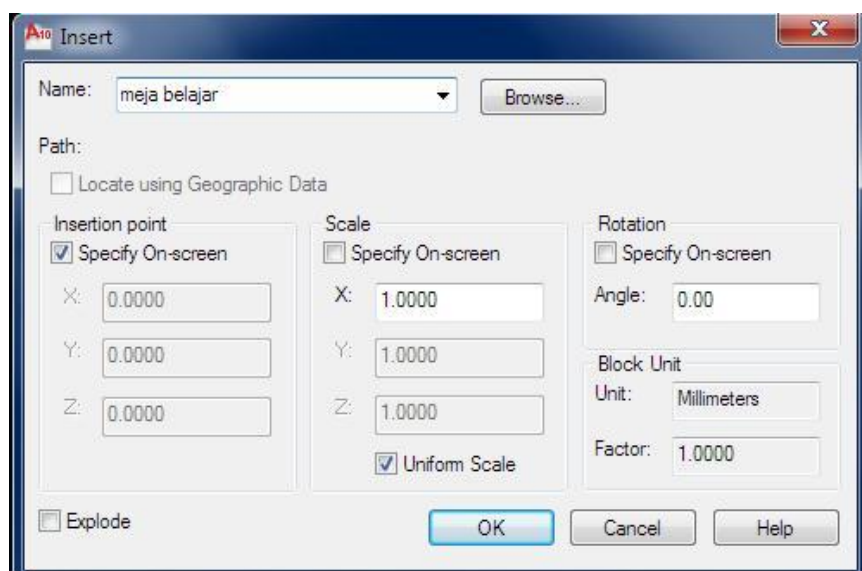 A10 Insert
Name: meja belajar Browse...
Path:
Locate using Geographic Data
Insertion point
Specify On-screen
X: 0.0000
Y: 0.0000
Z: 0.0000
Scale
Specify On-screen
X: 1.0000
Y: 1.0000
Z: 1.0000
Uniform Scale
Rotation
Specify On-screen
Angle: 0.00
Block Unit
Unit: Millimeters
Factor: 1.0000
Explode
OK Cancel Help